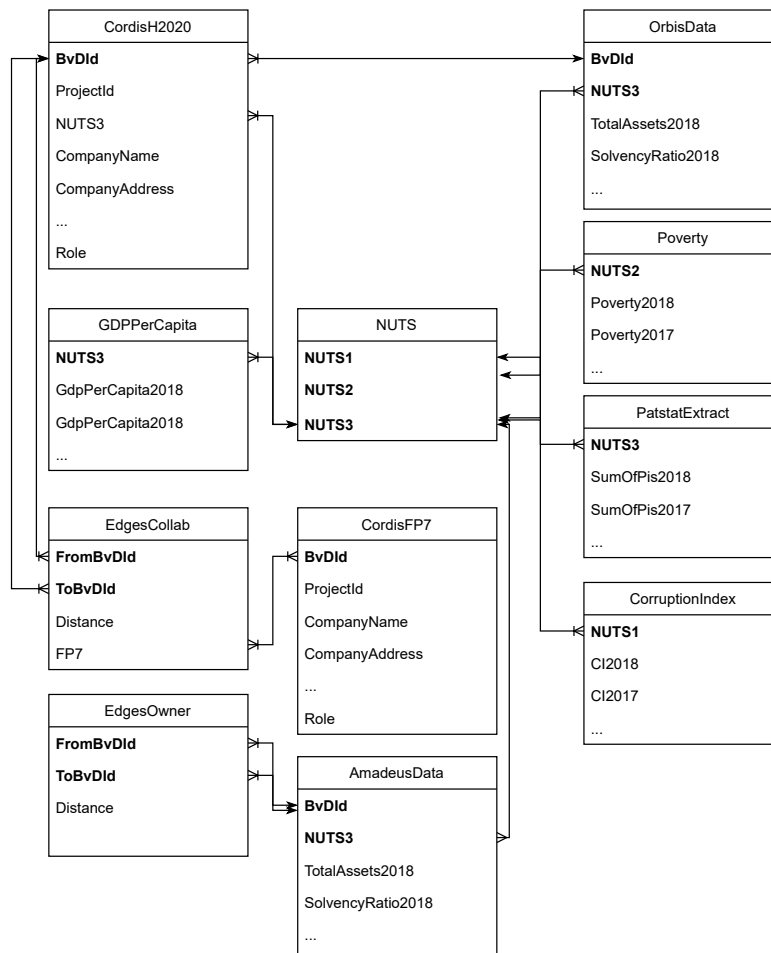 CordisH2020
BvDId
ProjectId
NUTS3
CompanyName
CompanyAddress
...
Role
OrbisData
BvDId
NUTS3
TotalAssets2018
SolvencyRatio2018
...
Poverty
NUTS2
Poverty2018
Poverty2017
...
GDPPerCapita
NUTS3
GdpPerCapita2018
GdpPerCapita2018
...
NUTS
NUTS1
NUTS2
NUTS3
PatstatExtract
NUTS3
SumOfPis2018
SumOfPis2017
...
EdgesCollab
FromBvDId
ToBvDId
Distance
FP7
CordisFP7
BvDId
ProjectId
CompanyName
CompanyAddress
...
Role
CorruptionIndex
NUTS1
CI2018
CI2017
...
EdgesOwner
FromBvDId
ToBvDId
Distance
AmadeusData
BvDId
NUTS3
TotalAssets2018
SolvencyRatio2018
...